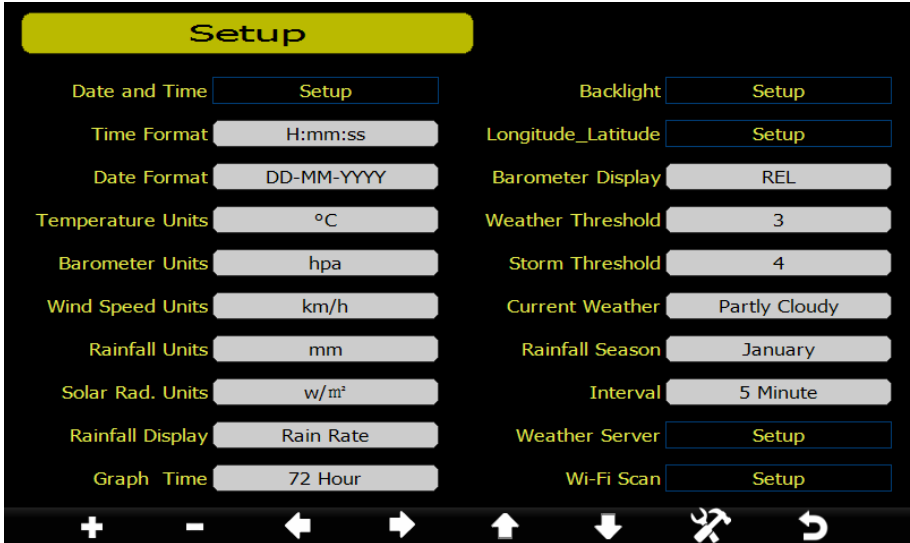 Setup
Date and Time Setup
Time Format H:mm:ss
Date Format DD-MM-YYYY
Temperature Units °C
Barometer Units hpa
Wind Speed Units km/h
Rainfall Units mm
Solar Rad. Units w/m²
Rainfall Display Rain Rate
Graph Time 72 Hour
Backlight Setup
Longitude_Latitude Setup
Barometer Display REL
Weather Threshold 3
Storm Threshold 4
Current Weather Partly Cloudy
Rainfall Season January
Interval 5 Minute
Weather Server Setup
Wi-Fi Scan Setup